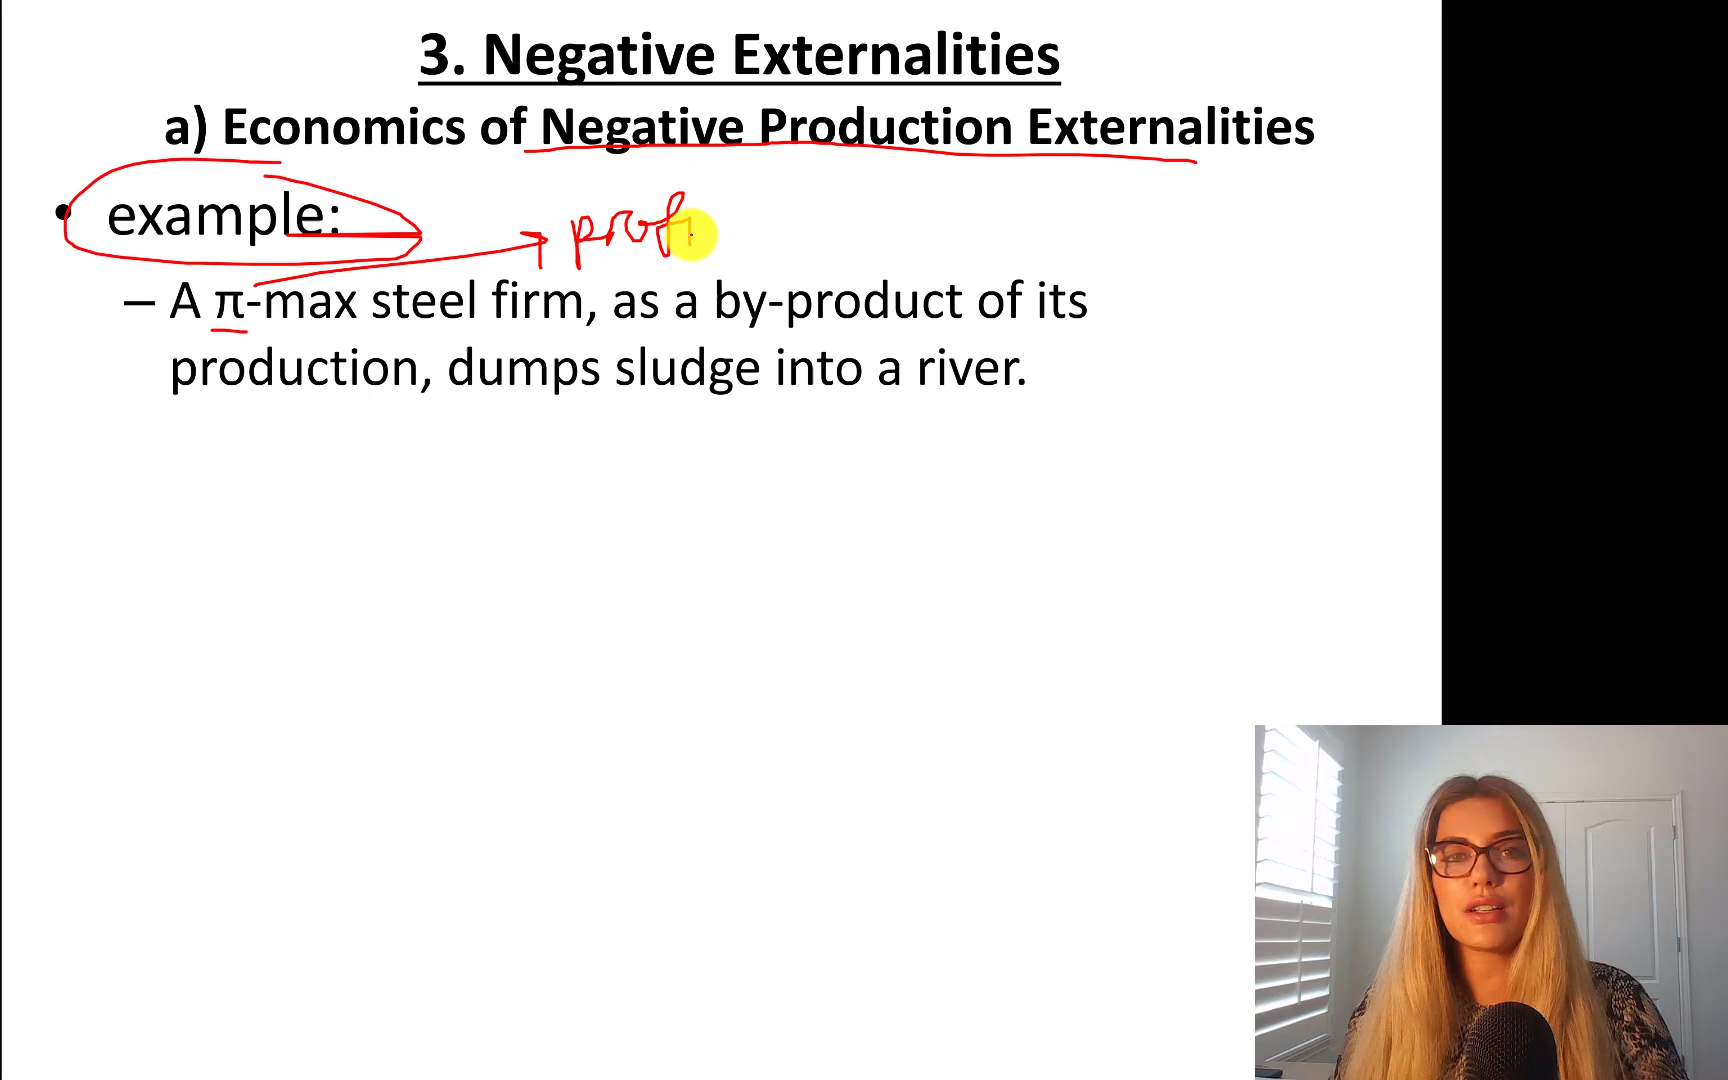 3. Negative Externalities
a) Economics of Negative Production Externalities
• example:
profi
– A π-max steel firm, as a by-product of its
production, dumps sludge into a river.